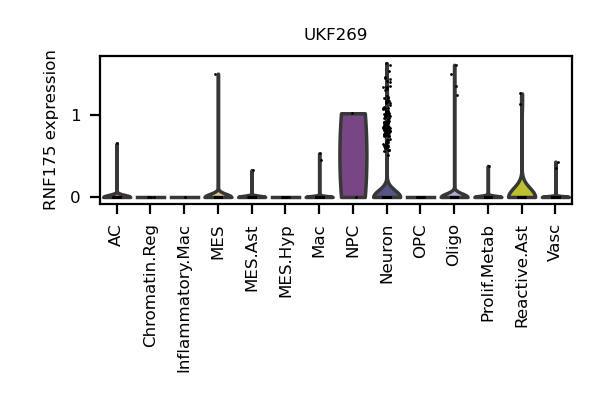 UKF269
RNF175 expression
1
0
AC
Chromatin.Reg
Inflammatory.Mac
MES
MES.Ast
MES.Hyp
Mac
NPC
Neuron
OPC
Oligo
Prolif.Metab
Reactive.Ast
Vasc